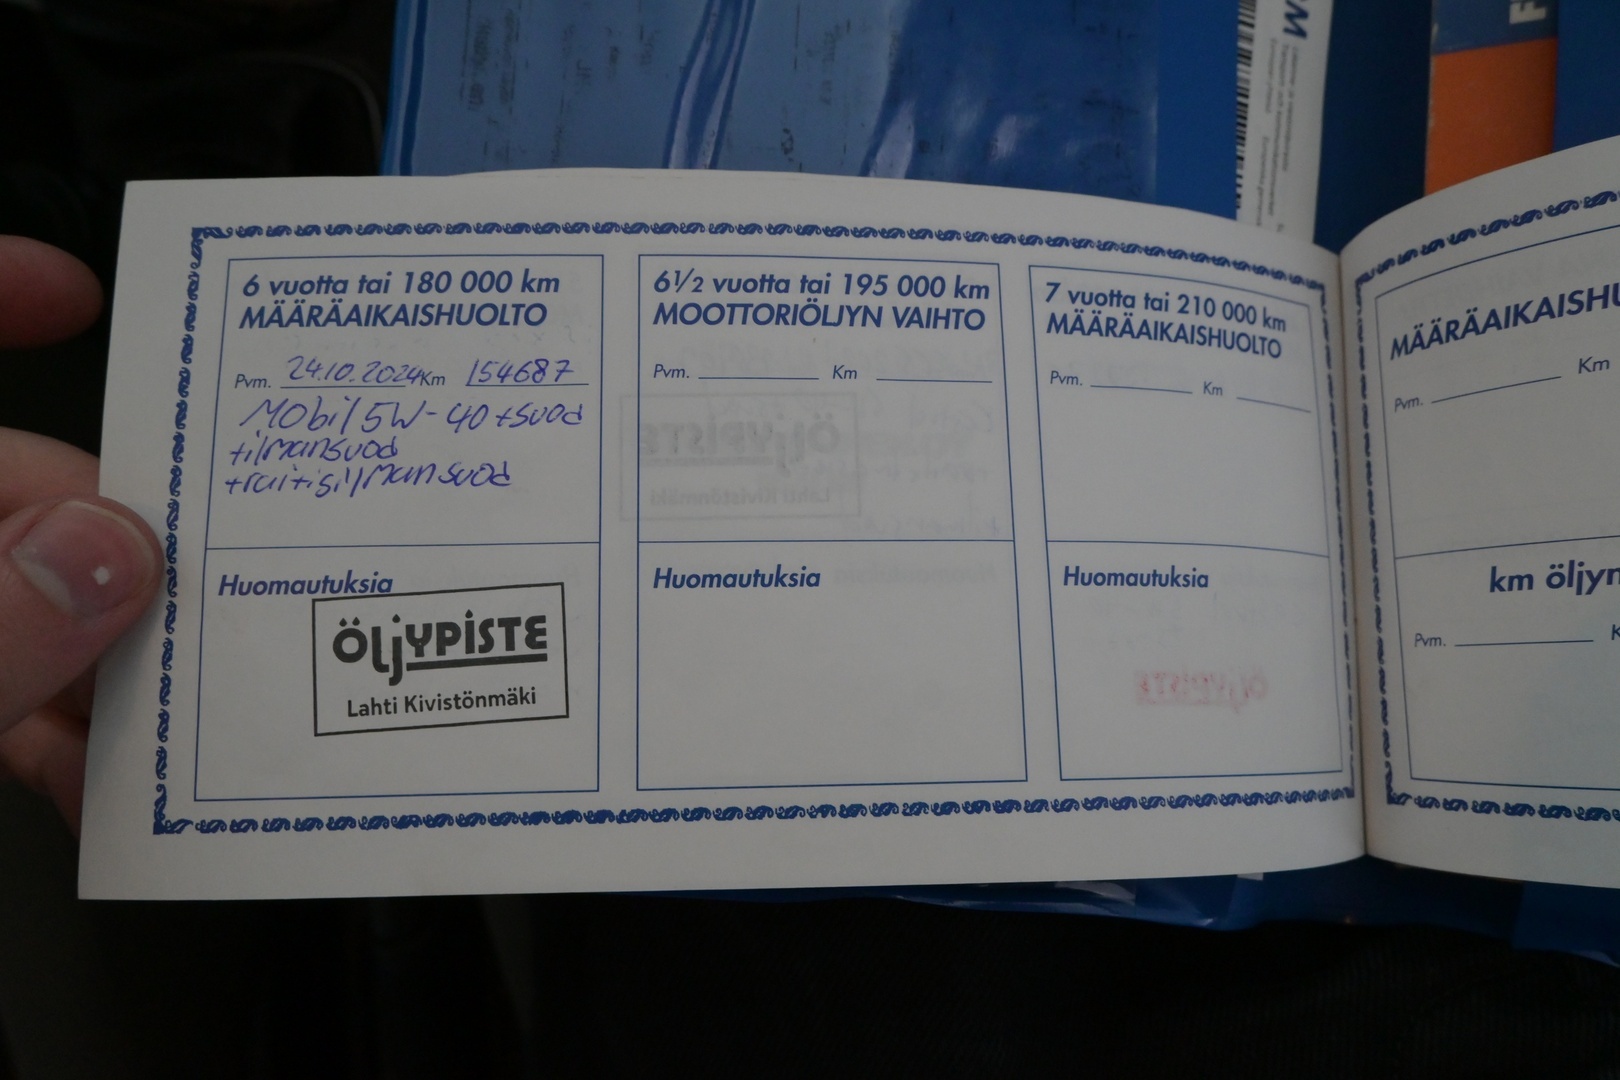 6 vuotta tai 180 000 km
MÄÄRÄAIKAISHUOLTO
Pvm. 24.10.2024 Km 154687
Mobil 5W-40 +suod
+ilmansuod
+raitisilmansuod
Huomautuksia
ÖljYPiSTE
Lahti Kivistönmäki
6½ vuotta tai 195 000 km
MOOTTORIÖLJYN VAIHTO
Pvm. Km
Huomautuksia
7 vuotta tai 210 000 km
MÄÄRÄAIKAISHUOLTO
Pvm. Km
Huomautuksia
MÄÄRÄAIKAISHU
Pvm. Km
km öljyn
Pvm. K